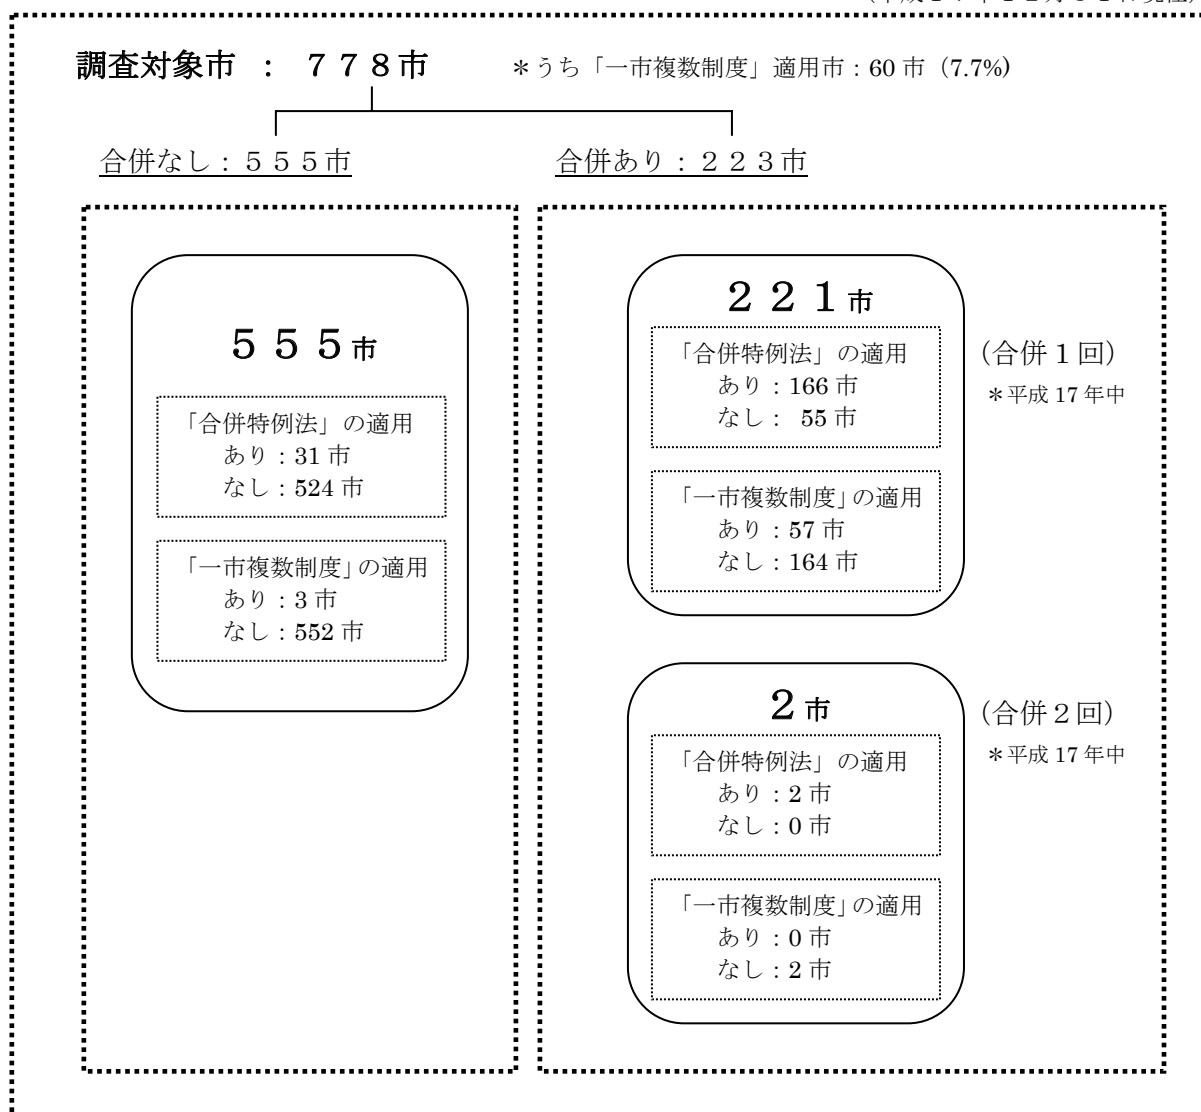 調査対象市 ： ７７８市 ＊うち「一市複数制度」適用市：60 市（7.7%）
合併なし：５５５市 合併あり：２２３市
５５５市
「合併特例法」の適用
あり：31 市
なし：524 市
「一市複数制度」の適用
あり：3 市
なし：552 市
２２１市
「合併特例法」の適用
あり：166 市
なし： 55 市
「一市複数制度」の適用
あり：57 市
なし：164 市
（合併１回）
＊平成 17 年中
２市
「合併特例法」の適用
あり：2 市
なし：0 市
「一市複数制度」の適用
あり：0 市
なし：2 市
（合併２回）
＊平成 17 年中